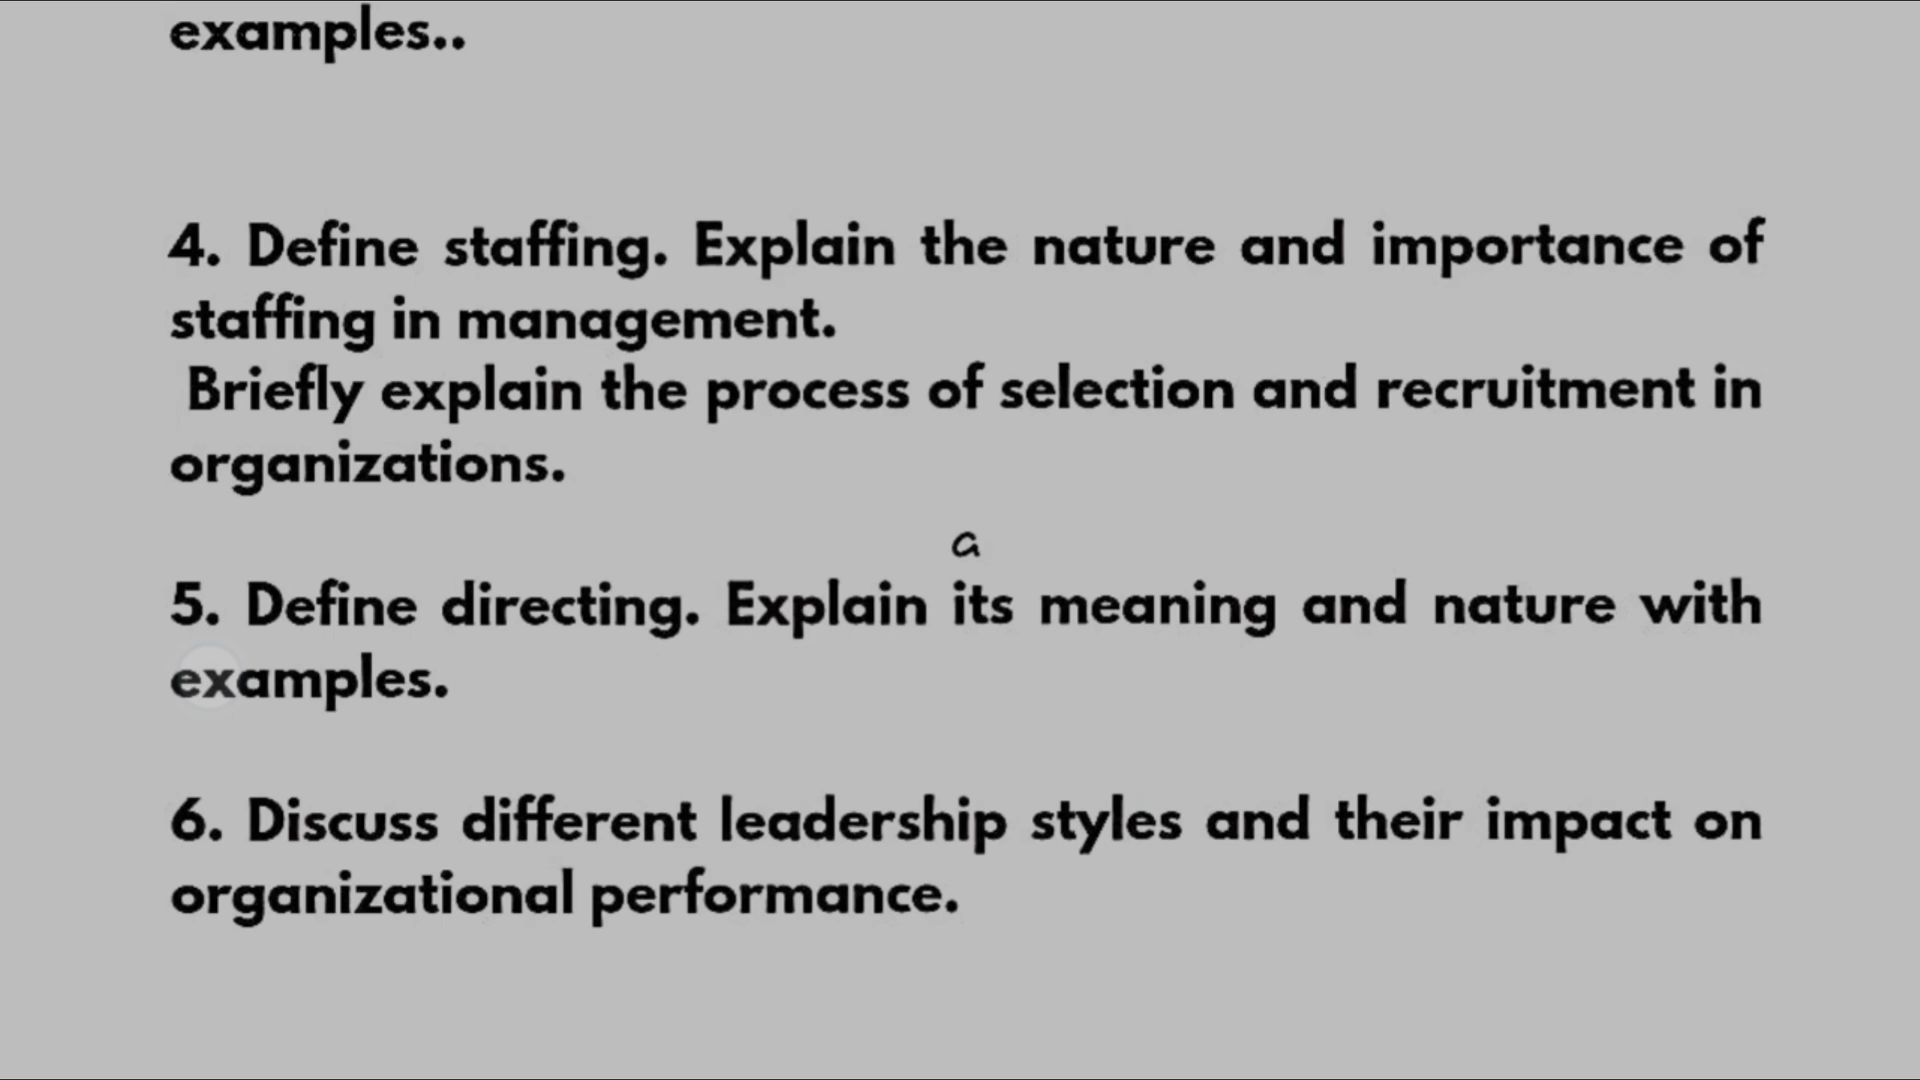 examples..
4. Define staffing. Explain the nature and importance of
staffing in management.
Briefly explain the process of selection and recruitment in
organizations.
a
5. Define directing. Explain its meaning and nature with
examples.
6. Discuss different leadership styles and their impact on
organizational performance.